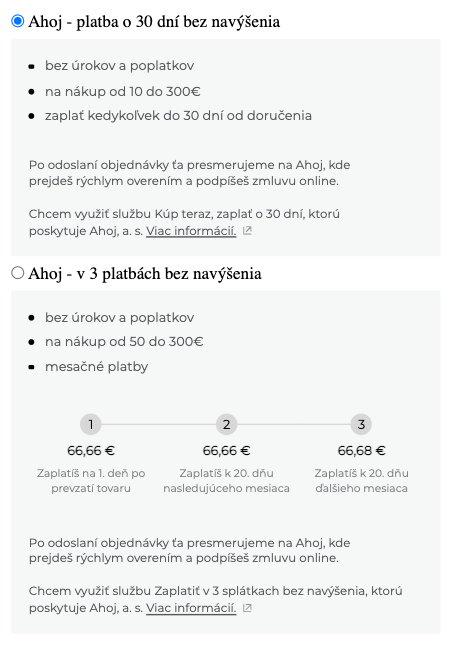 Ahoj - platba o 30 dní bez navýšenia
bez úrokov a poplatkov
na nákup od 10 do 300€
zaplať kedykoľvek do 30 dní od doručenia
Po odoslaní objednávky ťa presmerujeme na Ahoj, kde
prejdeš rýchlym overením a podpíšeš zmluvu online.
Chcem využiť službu Kúp teraz, zaplať o 30 dní, ktorú
poskytuje Ahoj, a. s. Viac informácií.
Ahoj - v 3 platbách bez navýšenia
bez úrokov a poplatkov
na nákup od 50 do 300€
mesačné platby
1 2 3
66,66 € 66,66 € 66,68 €
Zaplatíš na 1. deň po Zaplatíš k 20. dňu Zaplatíš k 20. dňu
prevzatí tovaru nasledujúceho mesiaca ďalšieho mesiaca
Po odoslaní objednávky ťa presmerujeme na Ahoj, kde
prejdeš rýchlym overením a podpíšeš zmluvu online.
Chcem využiť službu Zaplatiť v 3 splátkach bez navýšenia, ktorú
poskytuje Ahoj, a. s. Viac informácií.